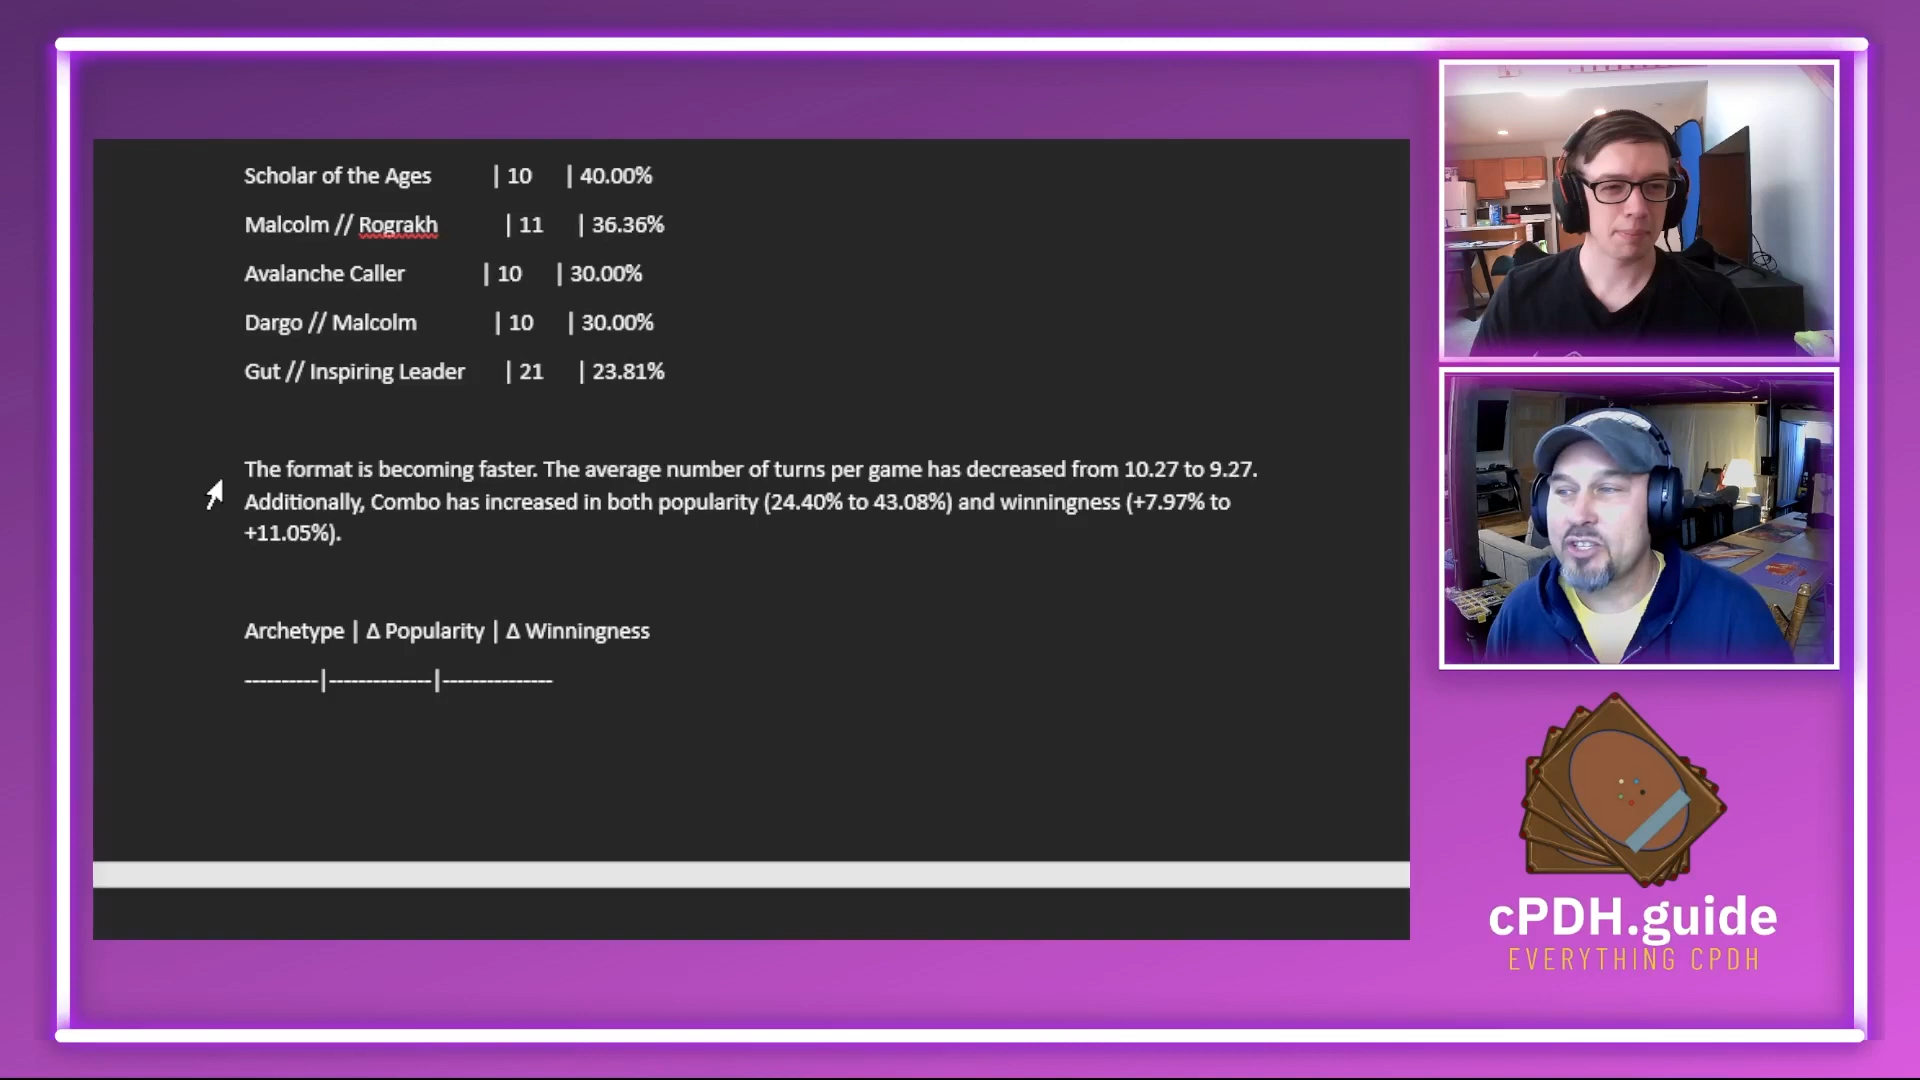 Scholar of the Ages | 10 | 40.00%
Malcolm // Rograkh | 11 | 36.36%
Avalanche Caller | 10 | 30.00%
Dargo // Malcolm | 10 | 30.00%
Gut // Inspiring Leader | 21 | 23.81%
The format is becoming faster. The average number of turns per game has decreased from 10.27 to 9.27.
Additionally, Combo has increased in both popularity (24.40% to 43.08%) and winningness (+7.97% to
+11.05%).
Archetype | Δ Popularity | Δ Winningness
----------|--------------|---------------
cPDH.guide
EVERYTHING CPDH